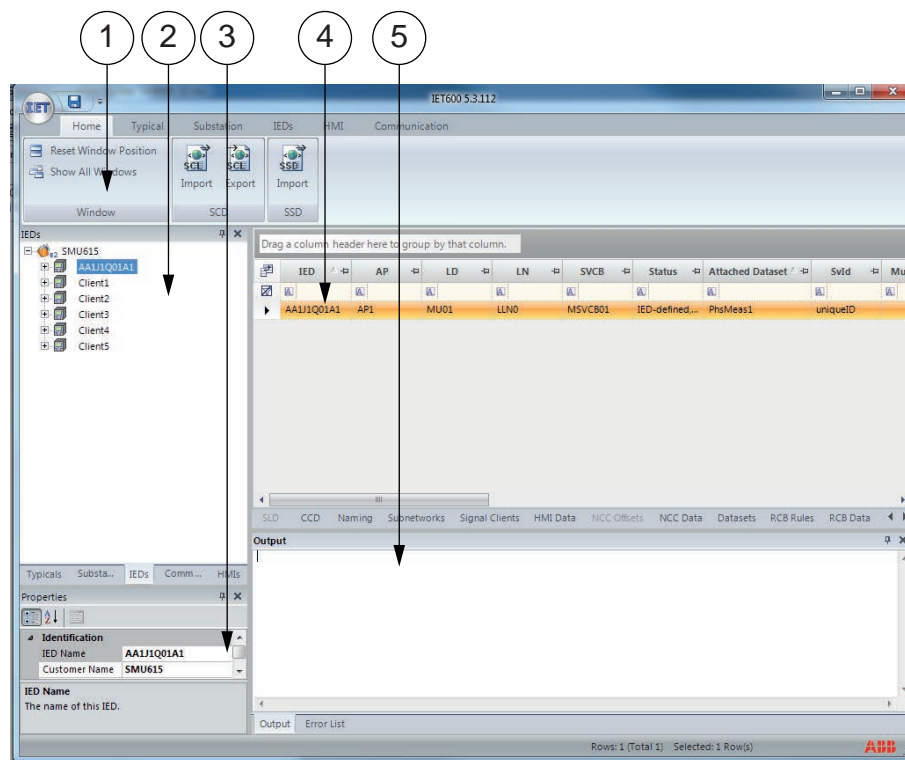 1 2 3 4 5
IET
IET600 5.3.112
Home Typical Substation IEDs HMI Communication
Reset Window Position
Show All Windows
SCL SCL SSD
Import Export Import
Window SCD SSD
IEDs
SMU615
AA1J1Q01A1
Client1
Client2
Client3
Client4
Client5
Drag a column header here to group by that column.
IED AP LD LN SVCB Status Attached Dataset SvId Mu
AA1J1Q01A1 AP1 MU01 LLN0 MSVCB01 IED-defined,... PhsMeas1 uniqueID
SLD CCD Naming Subnetworks Signal Clients HMI Data NCC Offsets NCC Data Datasets RCB Rules RCB Data
Output
Typicals Substa... IEDs Comm... HMIs
Properties
Identification
IED Name AA1J1Q01A1
Customer Name SMU615
IED Name
The name of this IED.
Output Error List
Rows: 1 (Total 1) Selected: 1 Row(s)
ABB